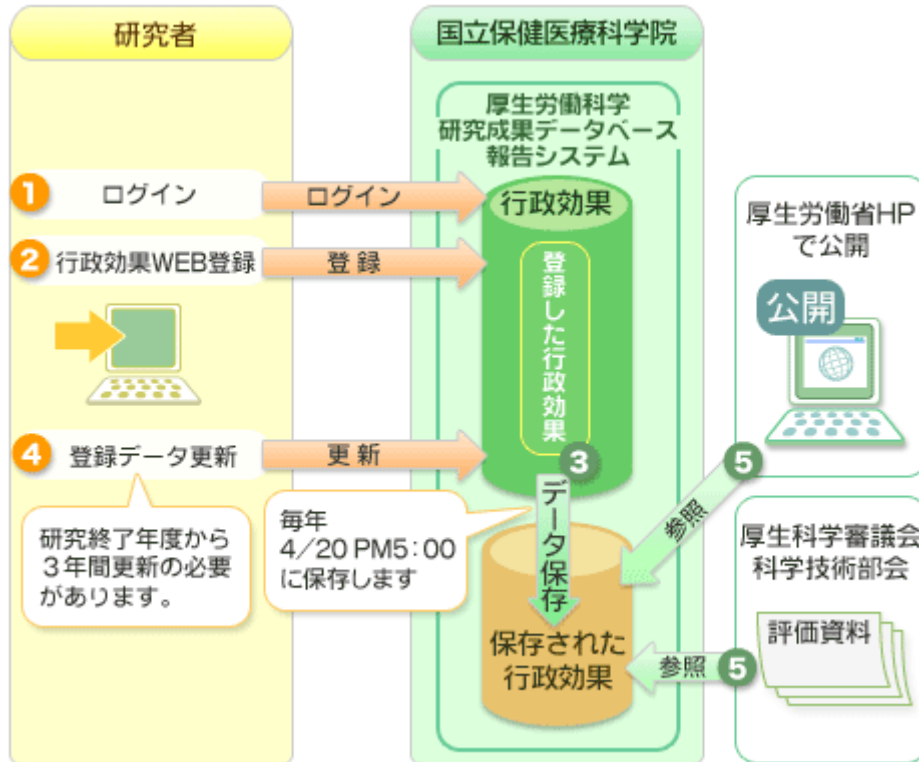 研究者
国立保健医療科学院
厚生労働科学
研究成果データベース
報告システム
1 ログイン
ログイン
行政効果
2 行政効果WEB登録
登録
登録した行政効果
厚生労働省HP
で公開
公開
4 登録データ更新
更新
3
データ保存
5
参照
研究終了年度から
3年間更新の必要
があります。
毎年
4/20 PM5:00
に保存します
保存された
行政効果
参照
5
厚生科学審議会
科学技術部会
評価資料